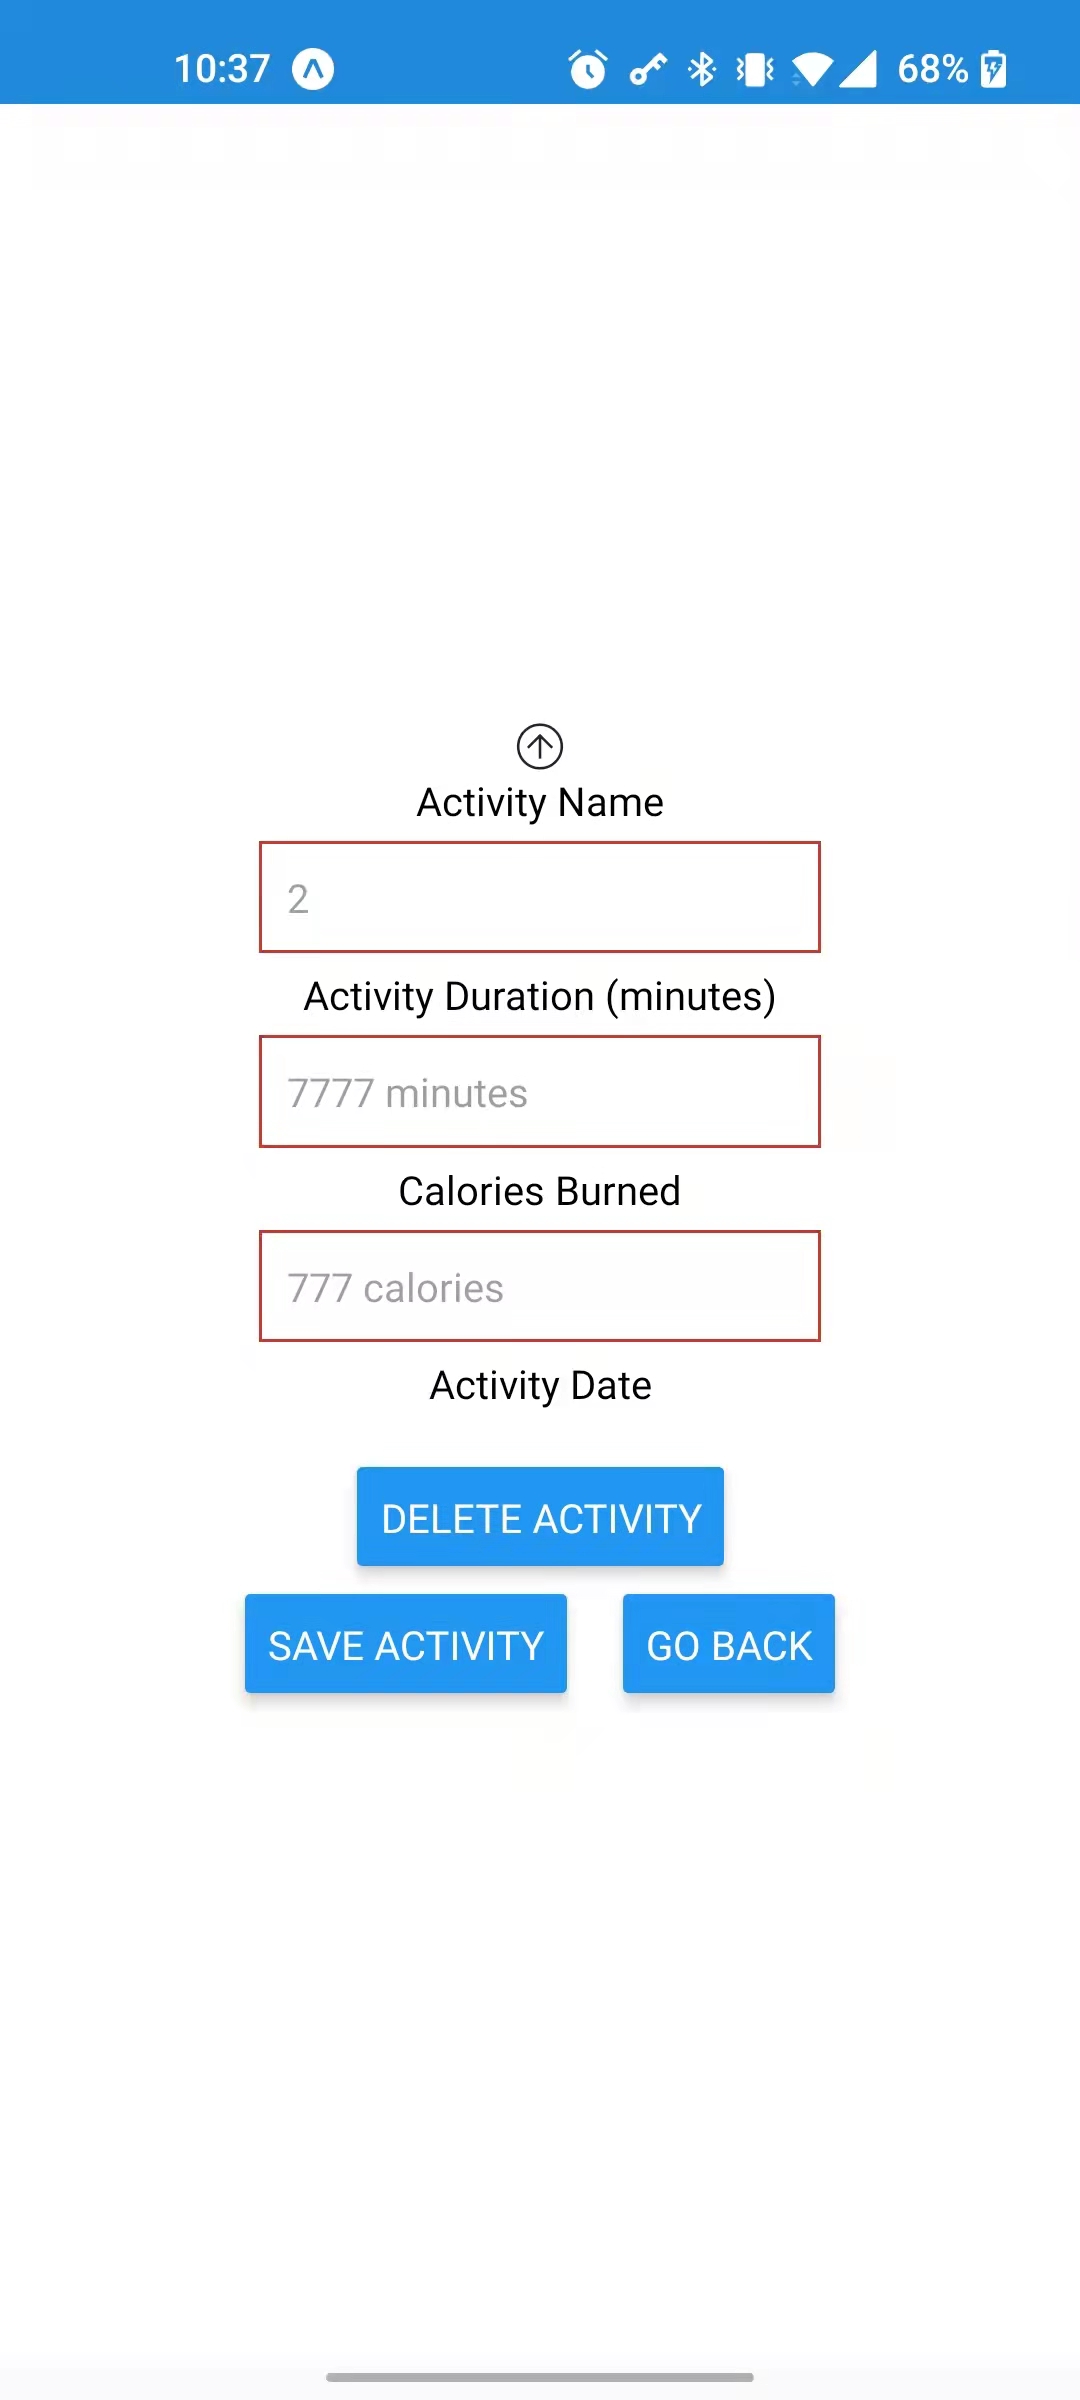 10:37 68%
Activity Name
2
Activity Duration (minutes)
7777 minutes
Calories Burned
777 calories
Activity Date
DELETE ACTIVITY
SAVE ACTIVITY GO BACK